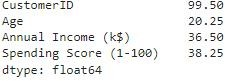 CustomerID 99.50
Age 20.25
Annual Income (k$) 36.50
Spending Score (1-100) 38.25
dtype: float64